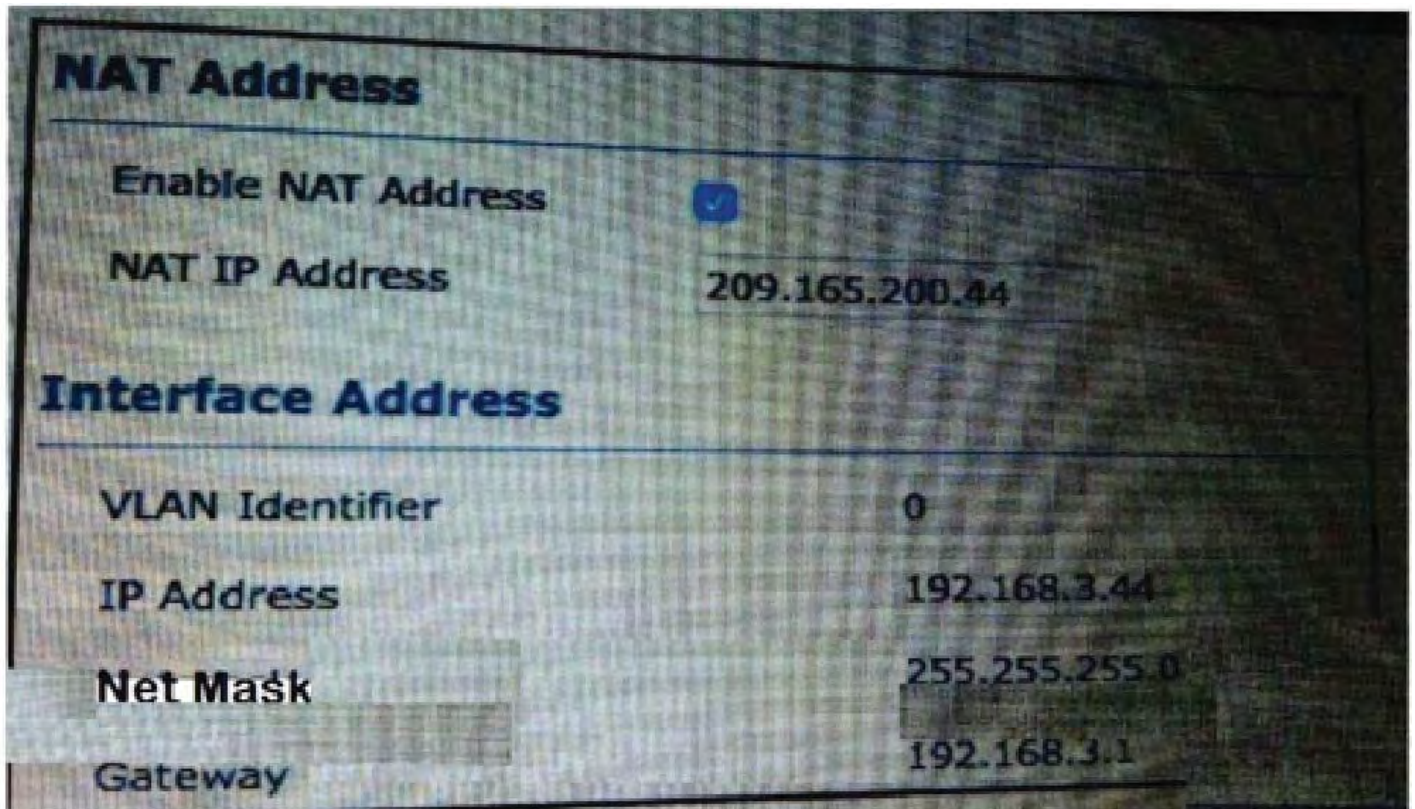 NAT Address
Enable NAT Address
NAT IP Address 209.165.200.44
Interface Address
VLAN Identifier 0
IP Address 192.168.3.44
Net Mask 255.255.255.0
Gateway 192.168.3.1